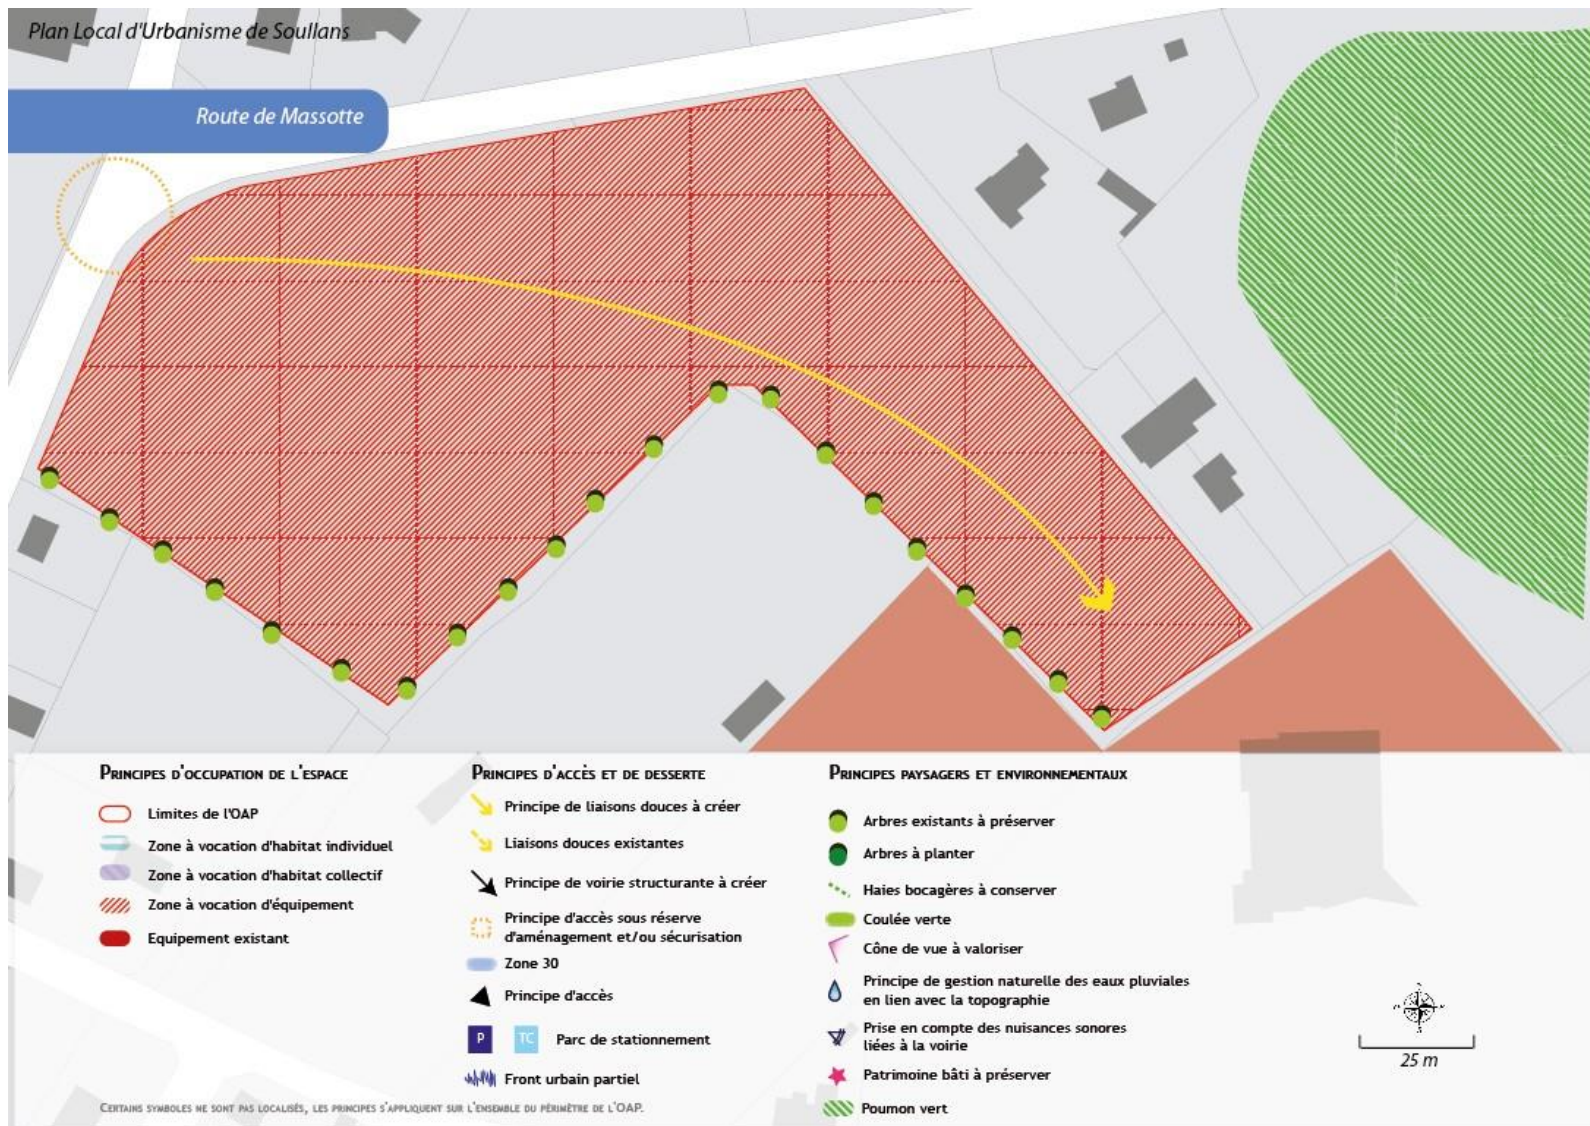 Plan Local d'Urbanisme de Soullans
Route de Massotte
Principes d'occupation de l'espace
Limites de l'OAP
Zone à vocation d'habitat individuel
Zone à vocation d'habitat collectif
Zone à vocation d'équipement
Equipement existant
Principes d'accès et de desserte
Principe de liaisons douces à créer
Liaisons douces existantes
Principe de voirie structurante à créer
Principe d'accès sous réserve
d'aménagement et/ou sécurisation
Zone 30
Principe d'accès
P TC Parc de stationnement
Front urbain partiel
Principes paysagers et environnementaux
Arbres existants à préserver
Arbres à planter
Haies bocagères à conserver
Coulée verte
Cône de vue à valoriser
Principe de gestion naturelle des eaux pluviales
en lien avec la topographie
Prise en compte des nuisances sonores
liées à la voirie
Patrimoine bâti à préserver
Poumon vert
25 m
Certains symboles ne sont pas localisés, les principes s'appliquent sur l'ensemble du périmètre de l'OAP.